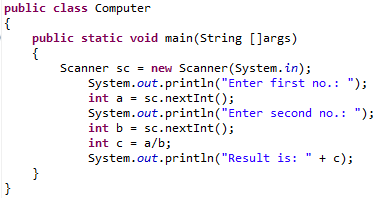 public class Computer
{
    public static void main(String []args)
    {
        Scanner sc = new Scanner(System.in);
            System.out.println("Enter first no.: ");
            int a = sc.nextInt();
            System.out.println("Enter second no.: ");
            int b = sc.nextInt();
            int c = a/b;
            System.out.println("Result is: " + c);
    }
}